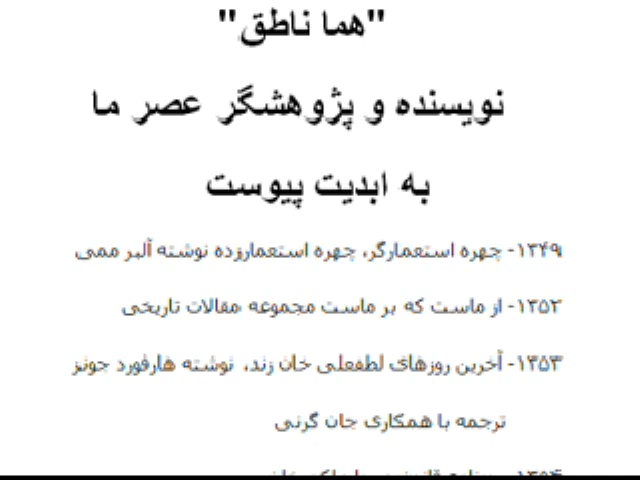 "هما ناطق"
نویسنده و پژوهشگر عصر ما
به ابدیت پیوست
۱۳۴۹- چهره استعمارگر، چهره استعمارزده نوشته آلبر ممی
۱۳۵۲- از ماست که بر ماست مجموعه مقالات تاریخی
۱۳۵۳- آخرین روزهای لطفعلی خان زند، نوشته هارفورد جونز
ترجمه با همکاری جان گرنی